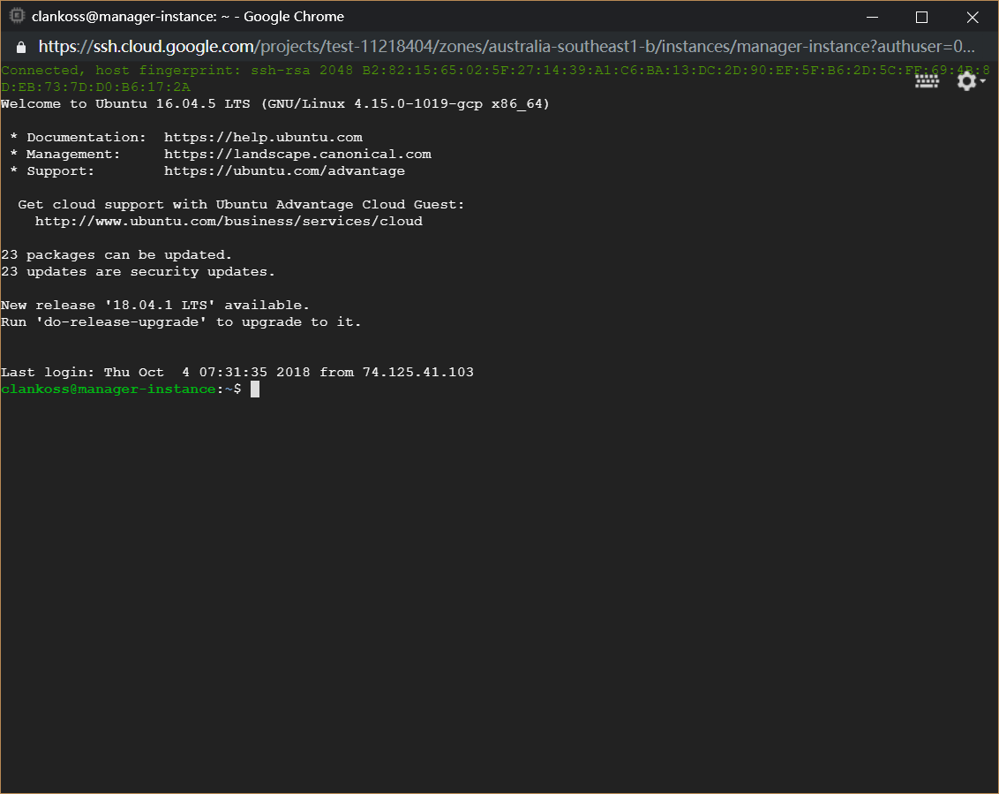 clankoss@manager-instance: ~ - Google Chrome
https://ssh.cloud.google.com/projects/test-11218404/zones/australia-southeast1-b/instances/manager-instance?authuser=0...
Connected, host fingerprint: ssh-rsa 2048 B2:82:15:65:02:5F:27:14:39:A1:C6:BA:13:DC:2D:90:EF:5F:B6:2D:5C:FF:69:4B:8
D:EB:73:7D:D0:B6:17:2A
Welcome to Ubuntu 16.04.5 LTS (GNU/Linux 4.15.0-1019-gcp x86_64)
* Documentation:  https://help.ubuntu.com
* Management:     https://landscape.canonical.com
* Support:        https://ubuntu.com/advantage
Get cloud support with Ubuntu Advantage Cloud Guest:
http://www.ubuntu.com/business/services/cloud
23 packages can be updated.
23 updates are security updates.
New release '18.04.1 LTS' available.
Run 'do-release-upgrade' to upgrade to it.
Last login: Thu Oct  4 07:31:35 2018 from 74.125.41.103
clankoss@manager-instance:~$